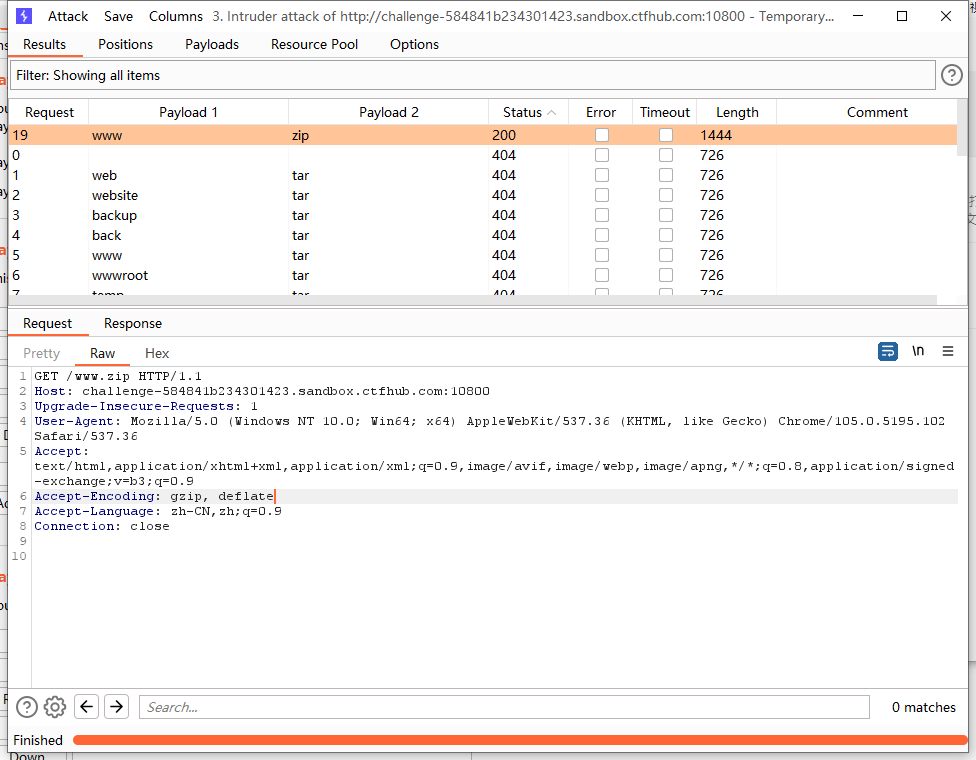 Attack Save Columns 3. Intruder attack of http://challenge-584841b234301423.sandbox.ctfhub.com:10800 - Temporary...
Results Positions Payloads Resource Pool Options
Filter: Showing all items
Request Payload 1 Payload 2 Status Error Timeout Length Comment
19 www zip 200 1444
0 404 726
1 web tar 404 726
2 website tar 404 726
3 backup tar 404 726
4 back tar 404 726
5 www tar 404 726
6 wwwroot tar 404 726
7 temp tar 404 726
Request Response
Pretty Raw Hex
\n
1 GET /www.zip HTTP/1.1
2 Host: challenge-584841b234301423.sandbox.ctfhub.com:10800
3 Upgrade-Insecure-Requests: 1
4 User-Agent: Mozilla/5.0 (Windows NT 10.0; Win64; x64) AppleWebKit/537.36 (KHTML, like Gecko) Chrome/105.0.5195.102
Safari/537.36
5 Accept:
text/html,application/xhtml+xml,application/xml;q=0.9,image/avif,image/webp,image/apng,*/*;q=0.8,application/signed
-exchange;v=b3;q=0.9
6 Accept-Encoding: gzip, deflate
7 Accept-Language: zh-CN,zh;q=0.9
8 Connection: close
9
10
Search...
0 matches
Finished
Down